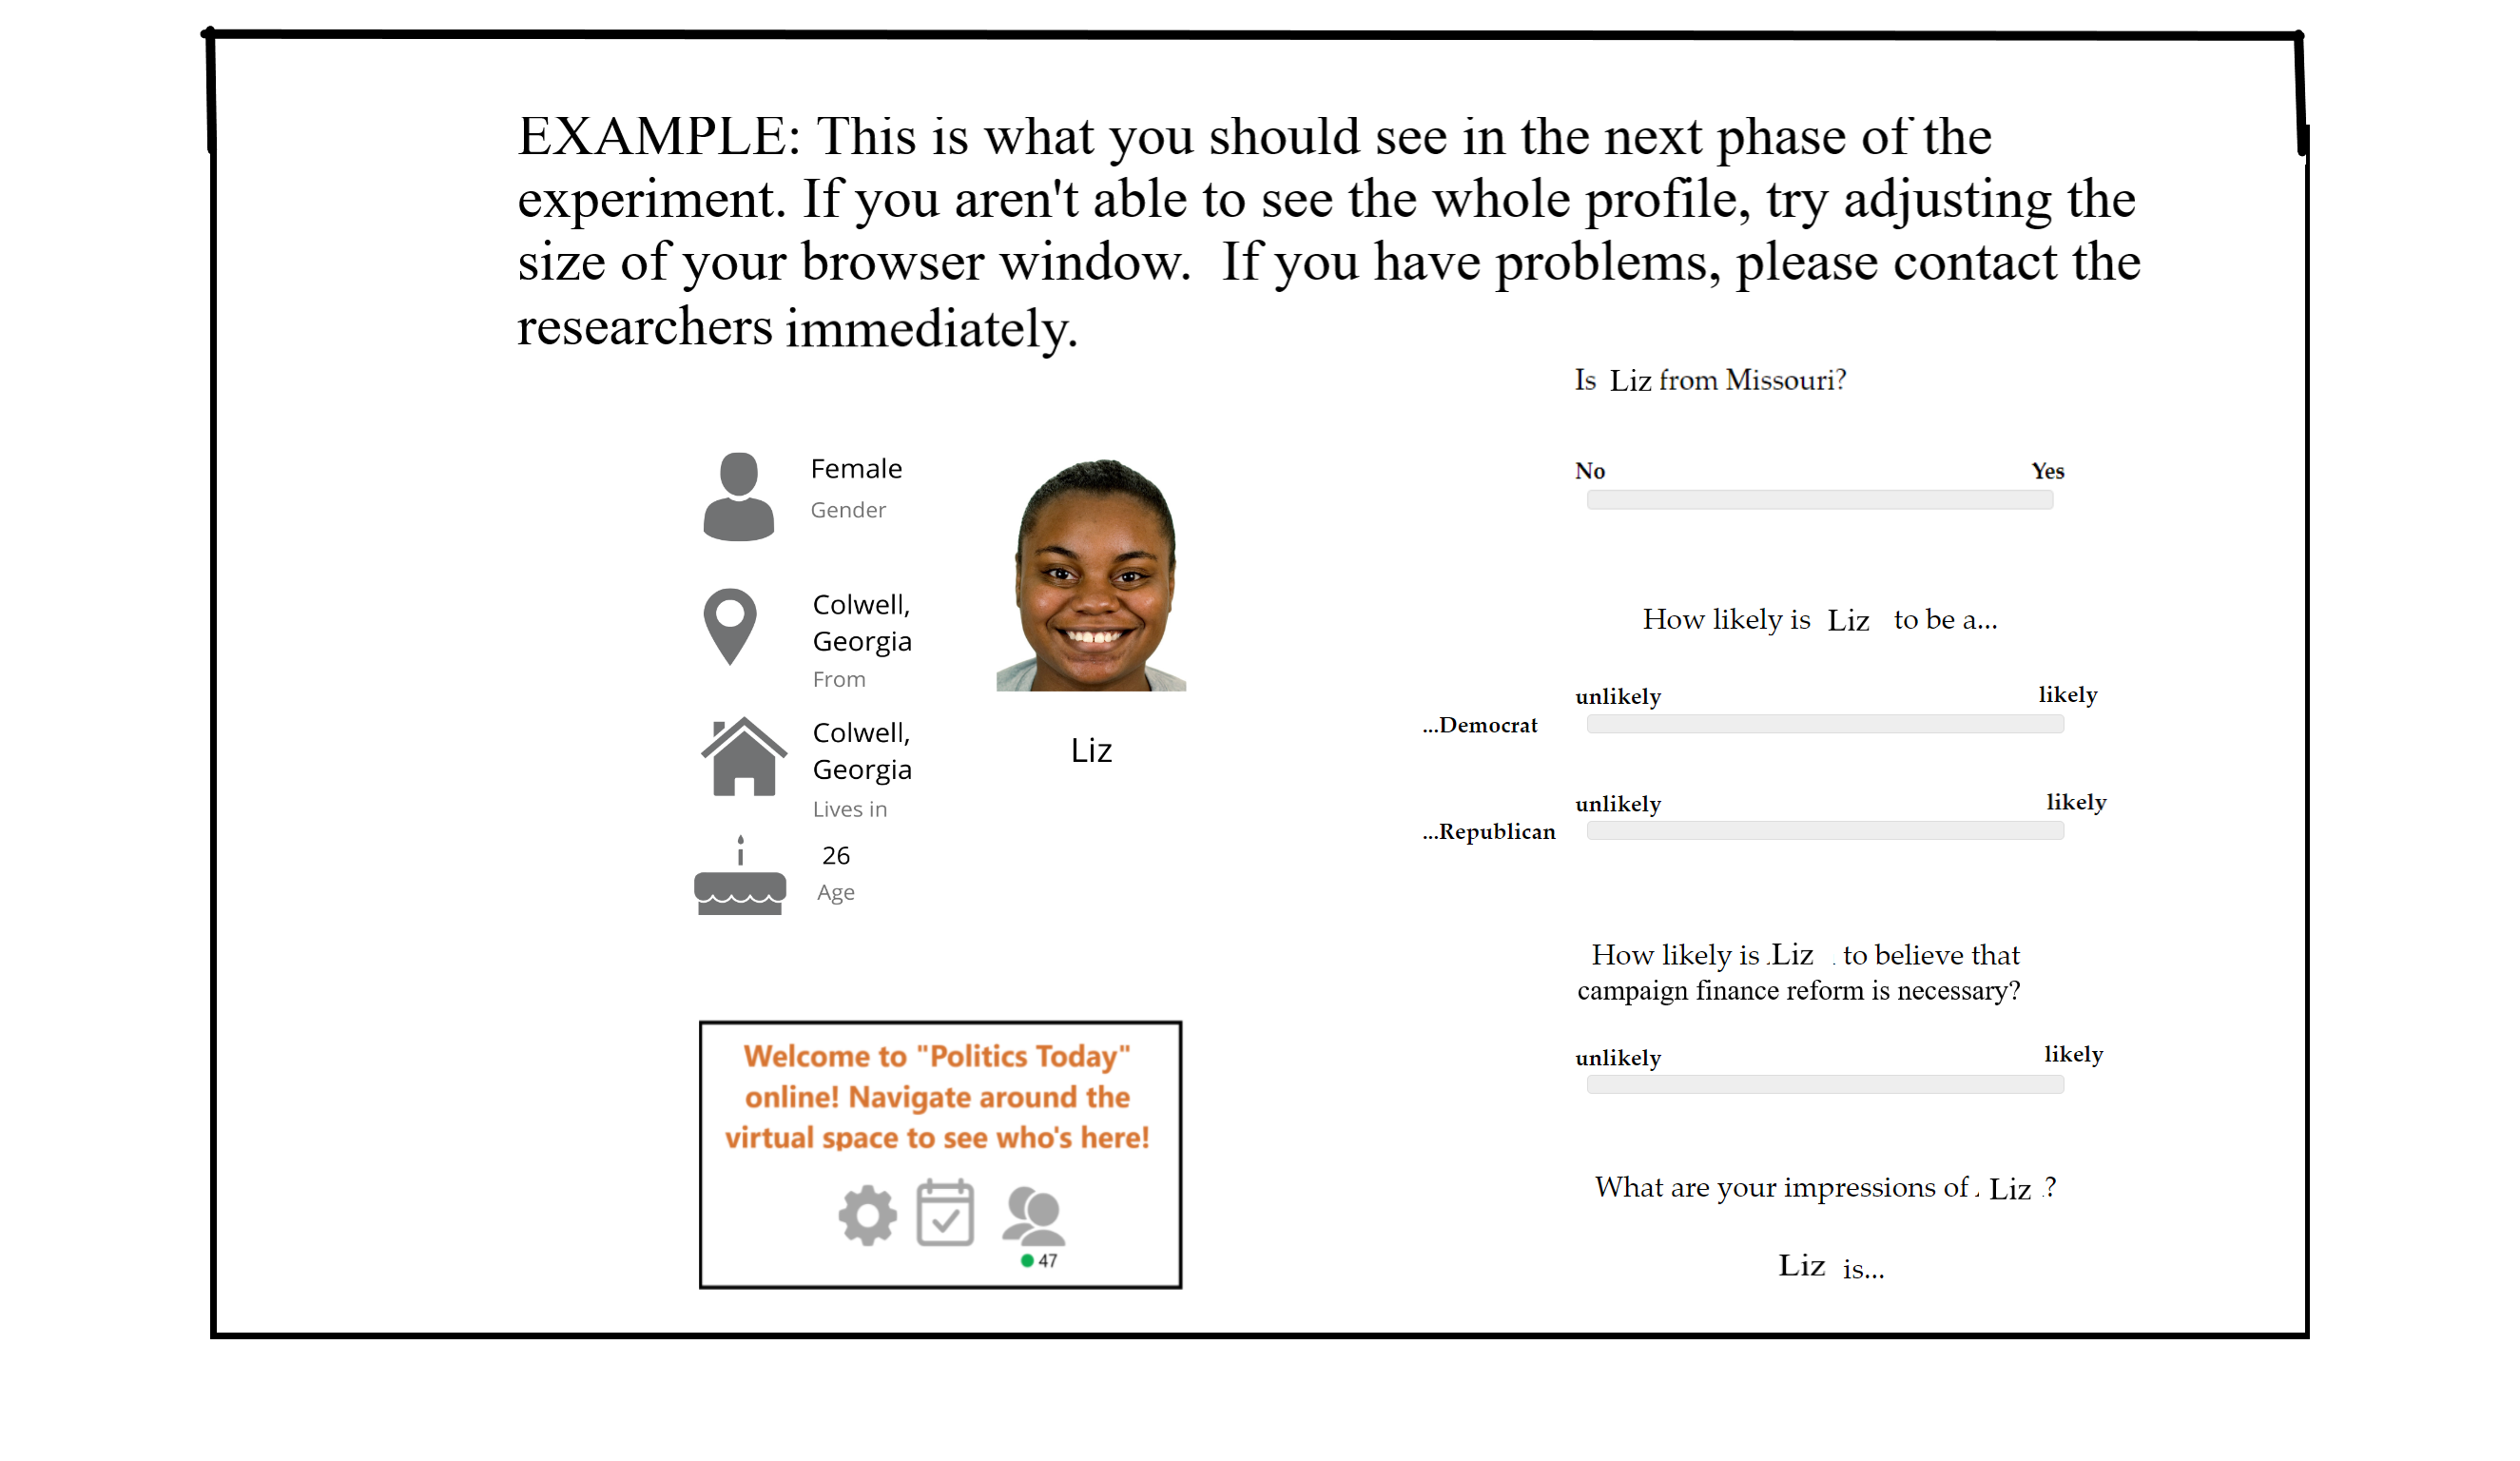 EXAMPLE: This is what you should see in the next phase of the
experiment. If you aren't able to see the whole profile, try adjusting the
size of your browser window.  If you have problems, please contact the
researchers immediately.
Female
Gender
Colwell,
Georgia
From
Colwell,
Georgia
Lives in
26
Age
Liz
Welcome to "Politics Today"
online! Navigate around the
virtual space to see who's here!
47
Is Liz from Missouri?
No Yes
How likely is Liz to be a...
unlikely likely
...Democrat
unlikely likely
...Republican
How likely is Liz to believe that
campaign finance reform is necessary?
unlikely likely
What are your impressions of Liz ?
Liz is...